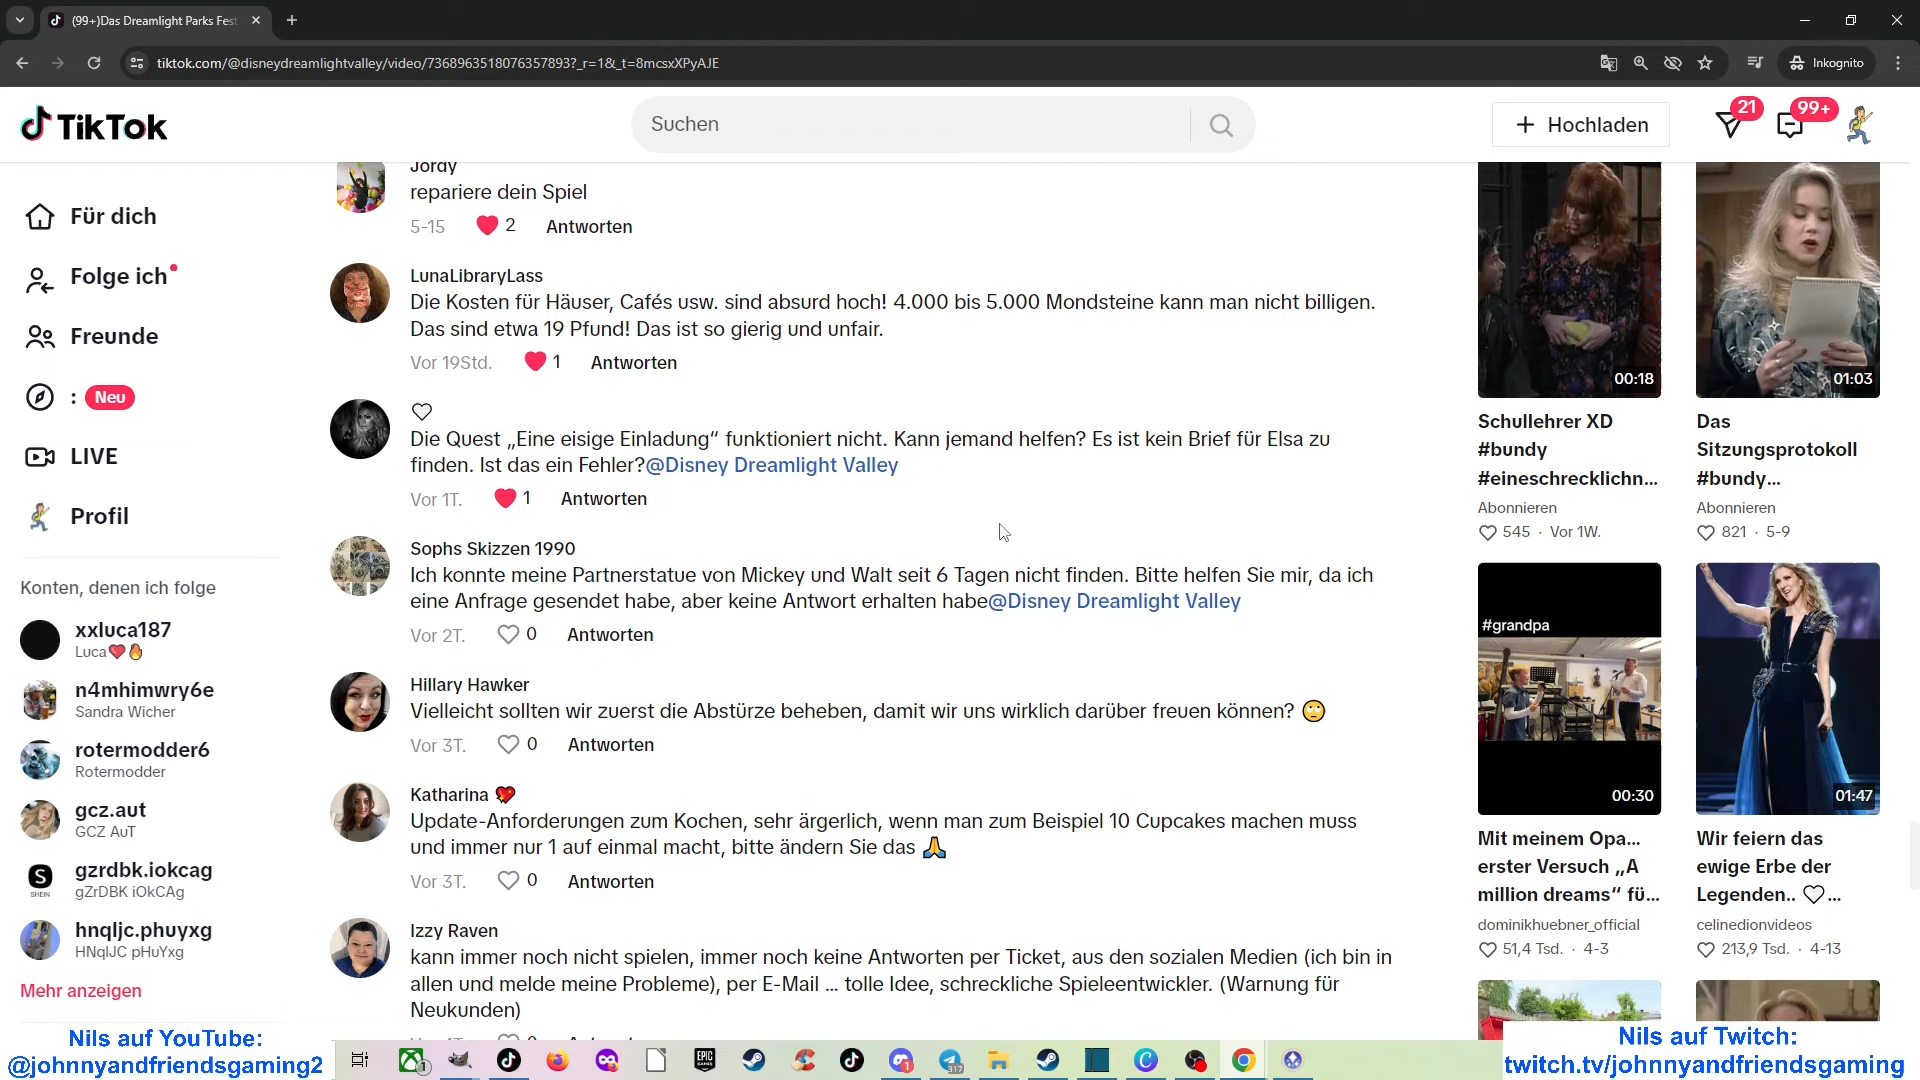 (99+)Das Dreamlight Parks Fest
tiktok.com/@disneydreamlightvalley/video/7368963518076357893?_r=1&_t=8mcsxXPyAJE
Inkognito
TikTok
Suchen
Hochladen
21
99+
Für dich
Folge ich
Freunde
: Neu
LIVE
Profil
Konten, denen ich folge
xxluca187
Luca❤️🔥
n4mhimwry6e
Sandra Wicher
rotermodder6
Rotermodder
gcz.aut
GCZ AuT
gzrdbk.iokcag
gZrDBK iOkCAg
hnqljc.phuyxg
HNqlJC pHuYxg
Mehr anzeigen
Jordy
repariere dein Spiel
5-15 2 Antworten
LunaLibraryLass
Die Kosten für Häuser, Cafés usw. sind absurd hoch! 4.000 bis 5.000 Mondsteine kann man nicht billigen.
Das sind etwa 19 Pfund! Das ist so gierig und unfair.
Vor 19Std. 1 Antworten
♡
Die Quest „Eine eisige Einladung“ funktioniert nicht. Kann jemand helfen? Es ist kein Brief für Elsa zu
finden. Ist das ein Fehler?@Disney Dreamlight Valley
Vor 1T. 1 Antworten
Sophs Skizzen 1990
Ich konnte meine Partnerstatue von Mickey und Walt seit 6 Tagen nicht finden. Bitte helfen Sie mir, da ich
eine Anfrage gesendet habe, aber keine Antwort erhalten habe@Disney Dreamlight Valley
Vor 2T. 0 Antworten
Hillary Hawker
Vielleicht sollten wir zuerst die Abstürze beheben, damit wir uns wirklich darüber freuen können? 🙄
Vor 3T. 0 Antworten
Katharina 💖
Update-Anforderungen zum Kochen, sehr ärgerlich, wenn man zum Beispiel 10 Cupcakes machen muss
und immer nur 1 auf einmal macht, bitte ändern Sie das 🙏
Vor 3T. 0 Antworten
Izzy Raven
kann immer noch nicht spielen, immer noch keine Antworten per Ticket, aus den sozialen Medien (ich bin in
allen und melde meine Probleme), per E-Mail ... tolle Idee, schreckliche Spieleentwickler. (Warnung für
Neukunden)
00:18
Schullehrer XD
#bundy
#eineschrecklichn...
Abonnieren
545 · Vor 1W.
01:03
Das
Sitzungsprotokoll
#bundy...
Abonnieren
821 · 5-9
#grandpa
00:30
Mit meinem Opa...
erster Versuch „A
million dreams“ fü...
dominikhuebner_official
51,4 Tsd. · 4-3
01:47
Wir feiern das
ewige Erbe der
Legenden.. ♡...
celinedionvideos
213,9 Tsd. · 4-13
Nils auf YouTube:
@johnnyandfriendsgaming2
Nils auf Twitch:
twitch.tv/johnnyandfriendsgaming